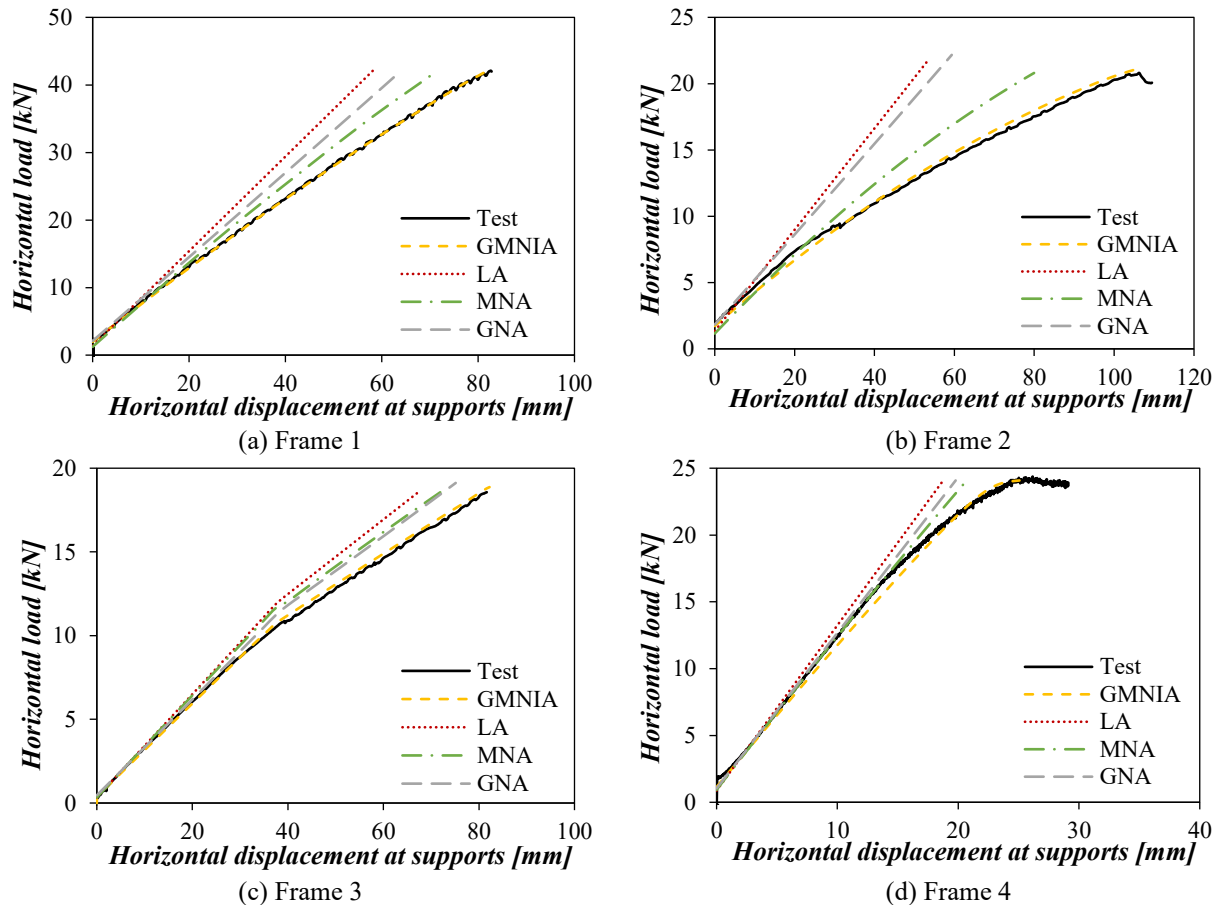 Horizontal load [kN]
50
40
30
20
10
0
Test
GMNIA
LA
MNA
GNA
0 20 40 60 80 100
Horizontal displacement at supports [mm]
(a) Frame 1
Horizontal load [kN]
25
20
15
10
5
0
Test
GMNIA
LA
MNA
GNA
0 20 40 60 80 100 120
Horizontal displacement at supports [mm]
(b) Frame 2
Horizontal load [kN]
20
15
10
5
0
Test
GMNIA
LA
MNA
GNA
0 20 40 60 80 100
Horizontal displacement at supports [mm]
(c) Frame 3
Horizontal load [kN]
25
20
15
10
5
0
Test
GMNIA
LA
MNA
GNA
0 10 20 30 40
Horizontal displacement at supports [mm]
(d) Frame 4